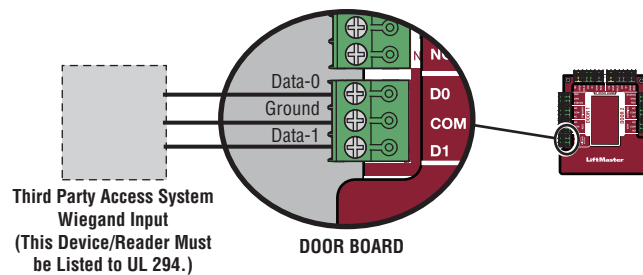 N
NC
Data-0
D0
Ground
COM
Data-1
D1
LiftMaster
Third Party Access System
Wiegand Input
(This Device/Reader Must
be Listed to UL 294.)
DOOR BOARD